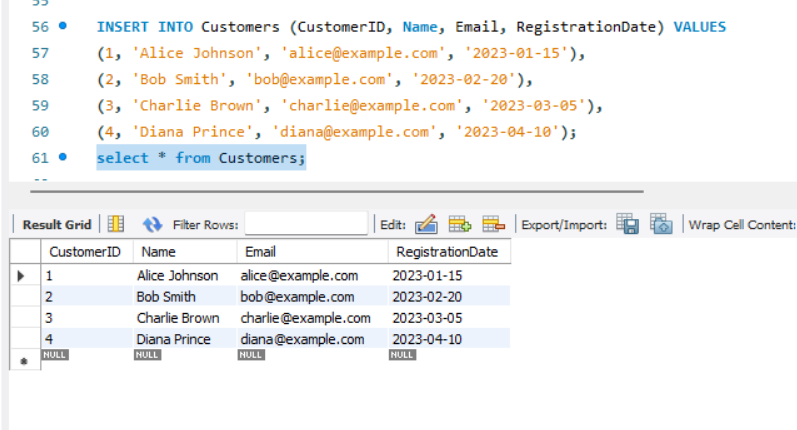 55
56 INSERT INTO Customers (CustomerID, Name, Email, RegistrationDate) VALUES
57 (1, 'Alice Johnson', 'alice@example.com', '2023-01-15'),
58 (2, 'Bob Smith', 'bob@example.com', '2023-02-20'),
59 (3, 'Charlie Brown', 'charlie@example.com', '2023-03-05'),
60 (4, 'Diana Prince', 'diana@example.com', '2023-04-10');
61 select * from Customers;
Result Grid Filter Rows: Edit: Export/Import: Wrap Cell Content:
CustomerID Name Email RegistrationDate
1 Alice Johnson alice@example.com 2023-01-15
2 Bob Smith bob@example.com 2023-02-20
3 Charlie Brown charlie@example.com 2023-03-05
4 Diana Prince diana@example.com 2023-04-10
NULL NULL NULL NULL